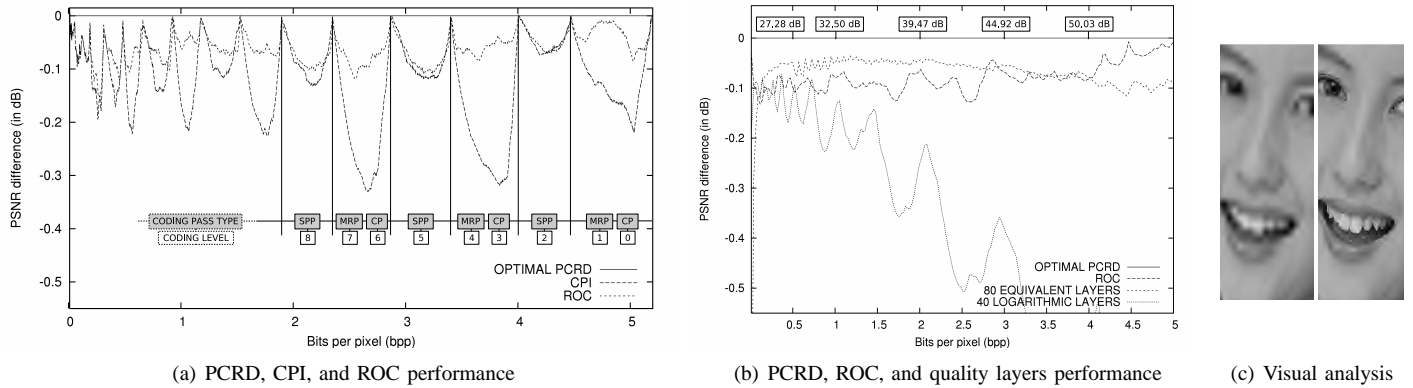 PSNR difference (in dB)
0
-0.1
-0.2
-0.3
-0.4
-0.5
CODING PASS TYPE
CODING LEVEL
SPP MRP CP SPP MRP CP SPP MRP CP
8 7 6 5 4 3 2 1 0
OPTIMAL PCRD
CPI
ROC
0 1 2 3 4 5
Bits per pixel (bpp)
(a) PCRD, CPI, and ROC performance
27,28 dB 32,50 dB 39,47 dB 44,92 dB 50,03 dB
PSNR difference (in dB)
0
-0.1
-0.2
-0.3
-0.4
-0.5
OPTIMAL PCRD
ROC
80 EQUIVALENT LAYERS
40 LOGARITHMIC LAYERS
0.5 1 1.5 2 2.5 3 3.5 4 4.5 5
Bits per pixel (bpp)
(b) PCRD, ROC, and quality layers performance
(c) Visual analysis